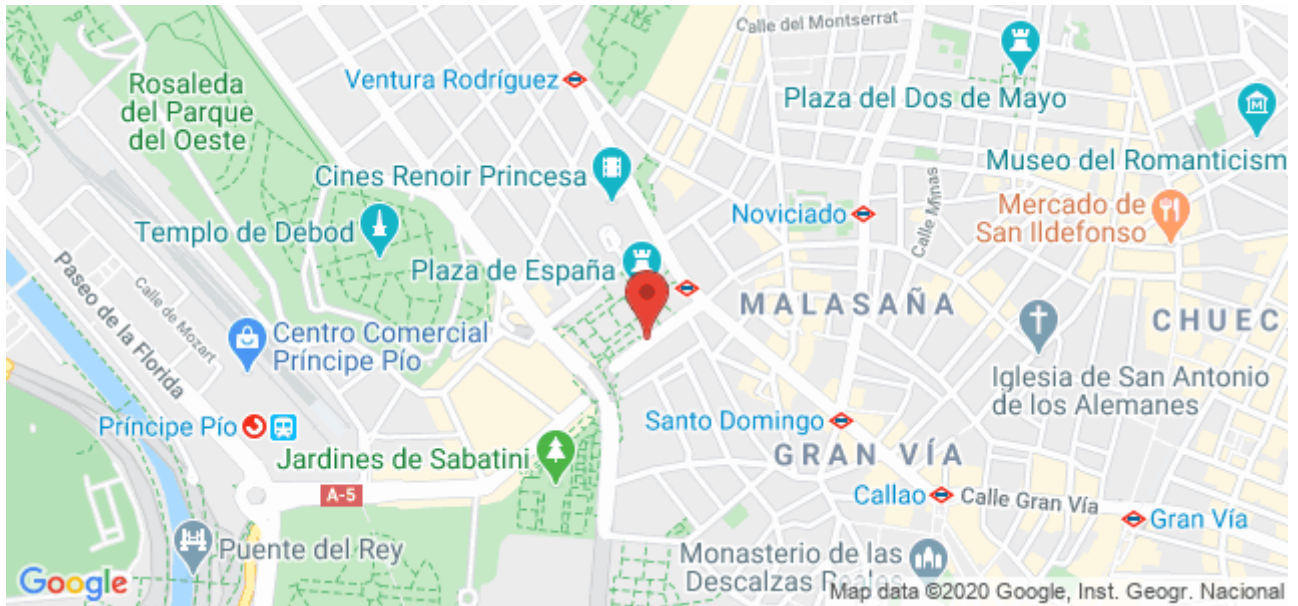 Calle del Montserrat
Ventura Rodríguez
Rosaleda
del Parque
del Oeste
Plaza del Dos de Mayo
Museo del Romanticism
Cines Renoir Princesa
Calle Minas
Mercado de
San Ildefonso
Noviciado
Templo de Debod
Plaza de España
Paseo de la Florida
Calle de Mozart
MALASAÑA
CHUEC
Centro Comercial
Príncipe Pío
Iglesia de San Antonio
de los Alemanes
Príncipe Pío
Santo Domingo
Jardines de Sabatini
GRAN VÍA
A-5
Callao
Calle Gran Vía
Gran Vía
Puente del Rey
Monasterio de las
Descalzas Reales
Google
Map data ©2020 Google, Inst. Geogr. Nacional